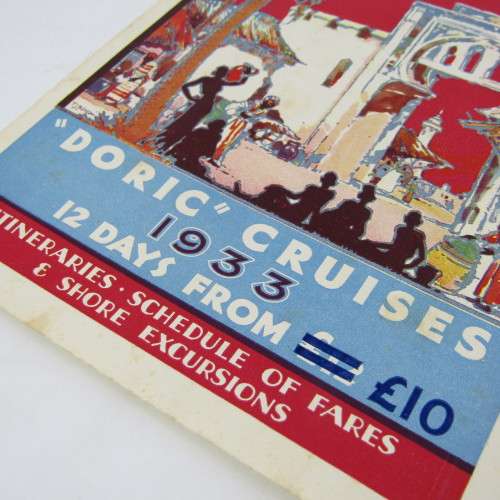 "DORIC" CRUISES
1933
12 DAYS FROM £10
ITINERARIES · SCHEDULE OF FARES
& SHORE EXCURSIONS